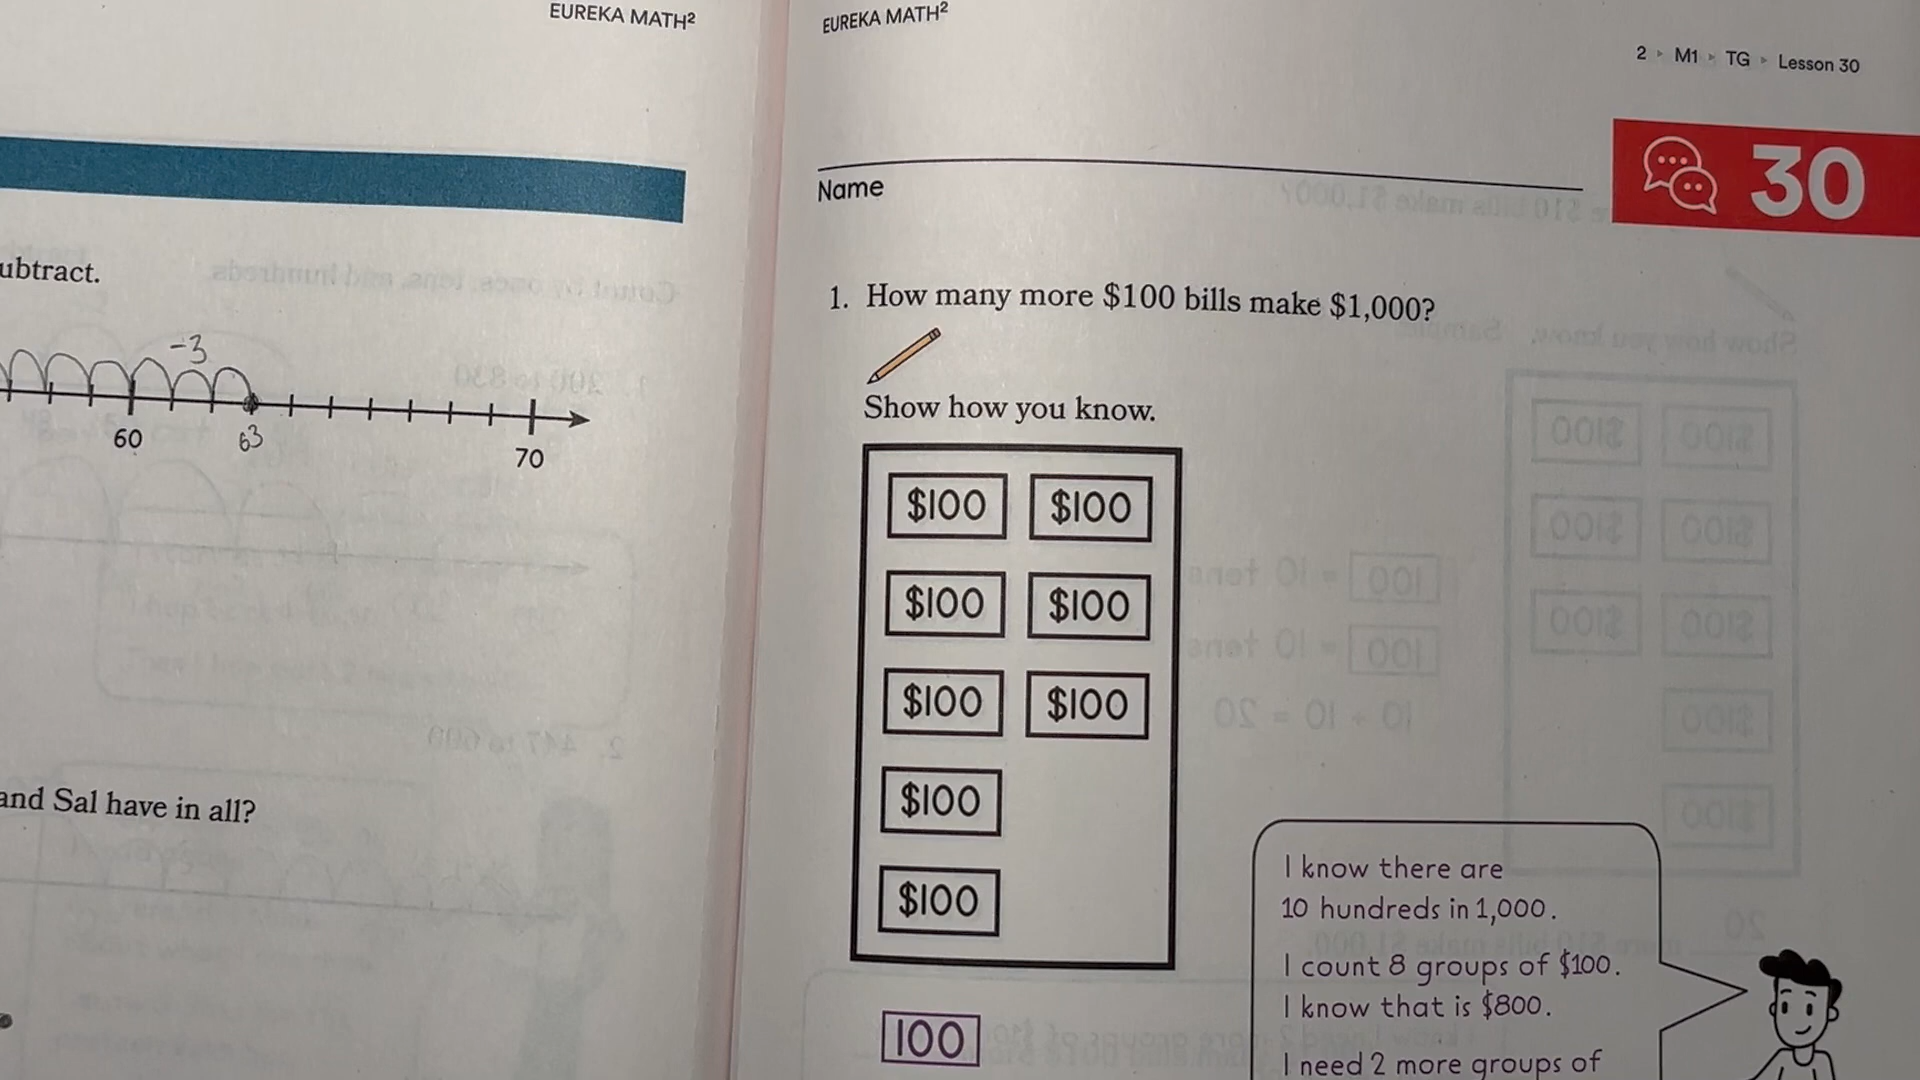 EUREKA MATH²
ubtract.
-3
60
63
70
and Sal have in all?
EUREKA MATH²
2 ▸ M1 ▸ TG ▸ Lesson 30
30
Name
1. How many more $100 bills make $1,000?
Show how you know.
$100 $100
$100 $100
$100 $100
$100
$100
100
I know there are
10 hundreds in 1,000.
I count 8 groups of $100.
I know that is $800.
I need 2 more groups of